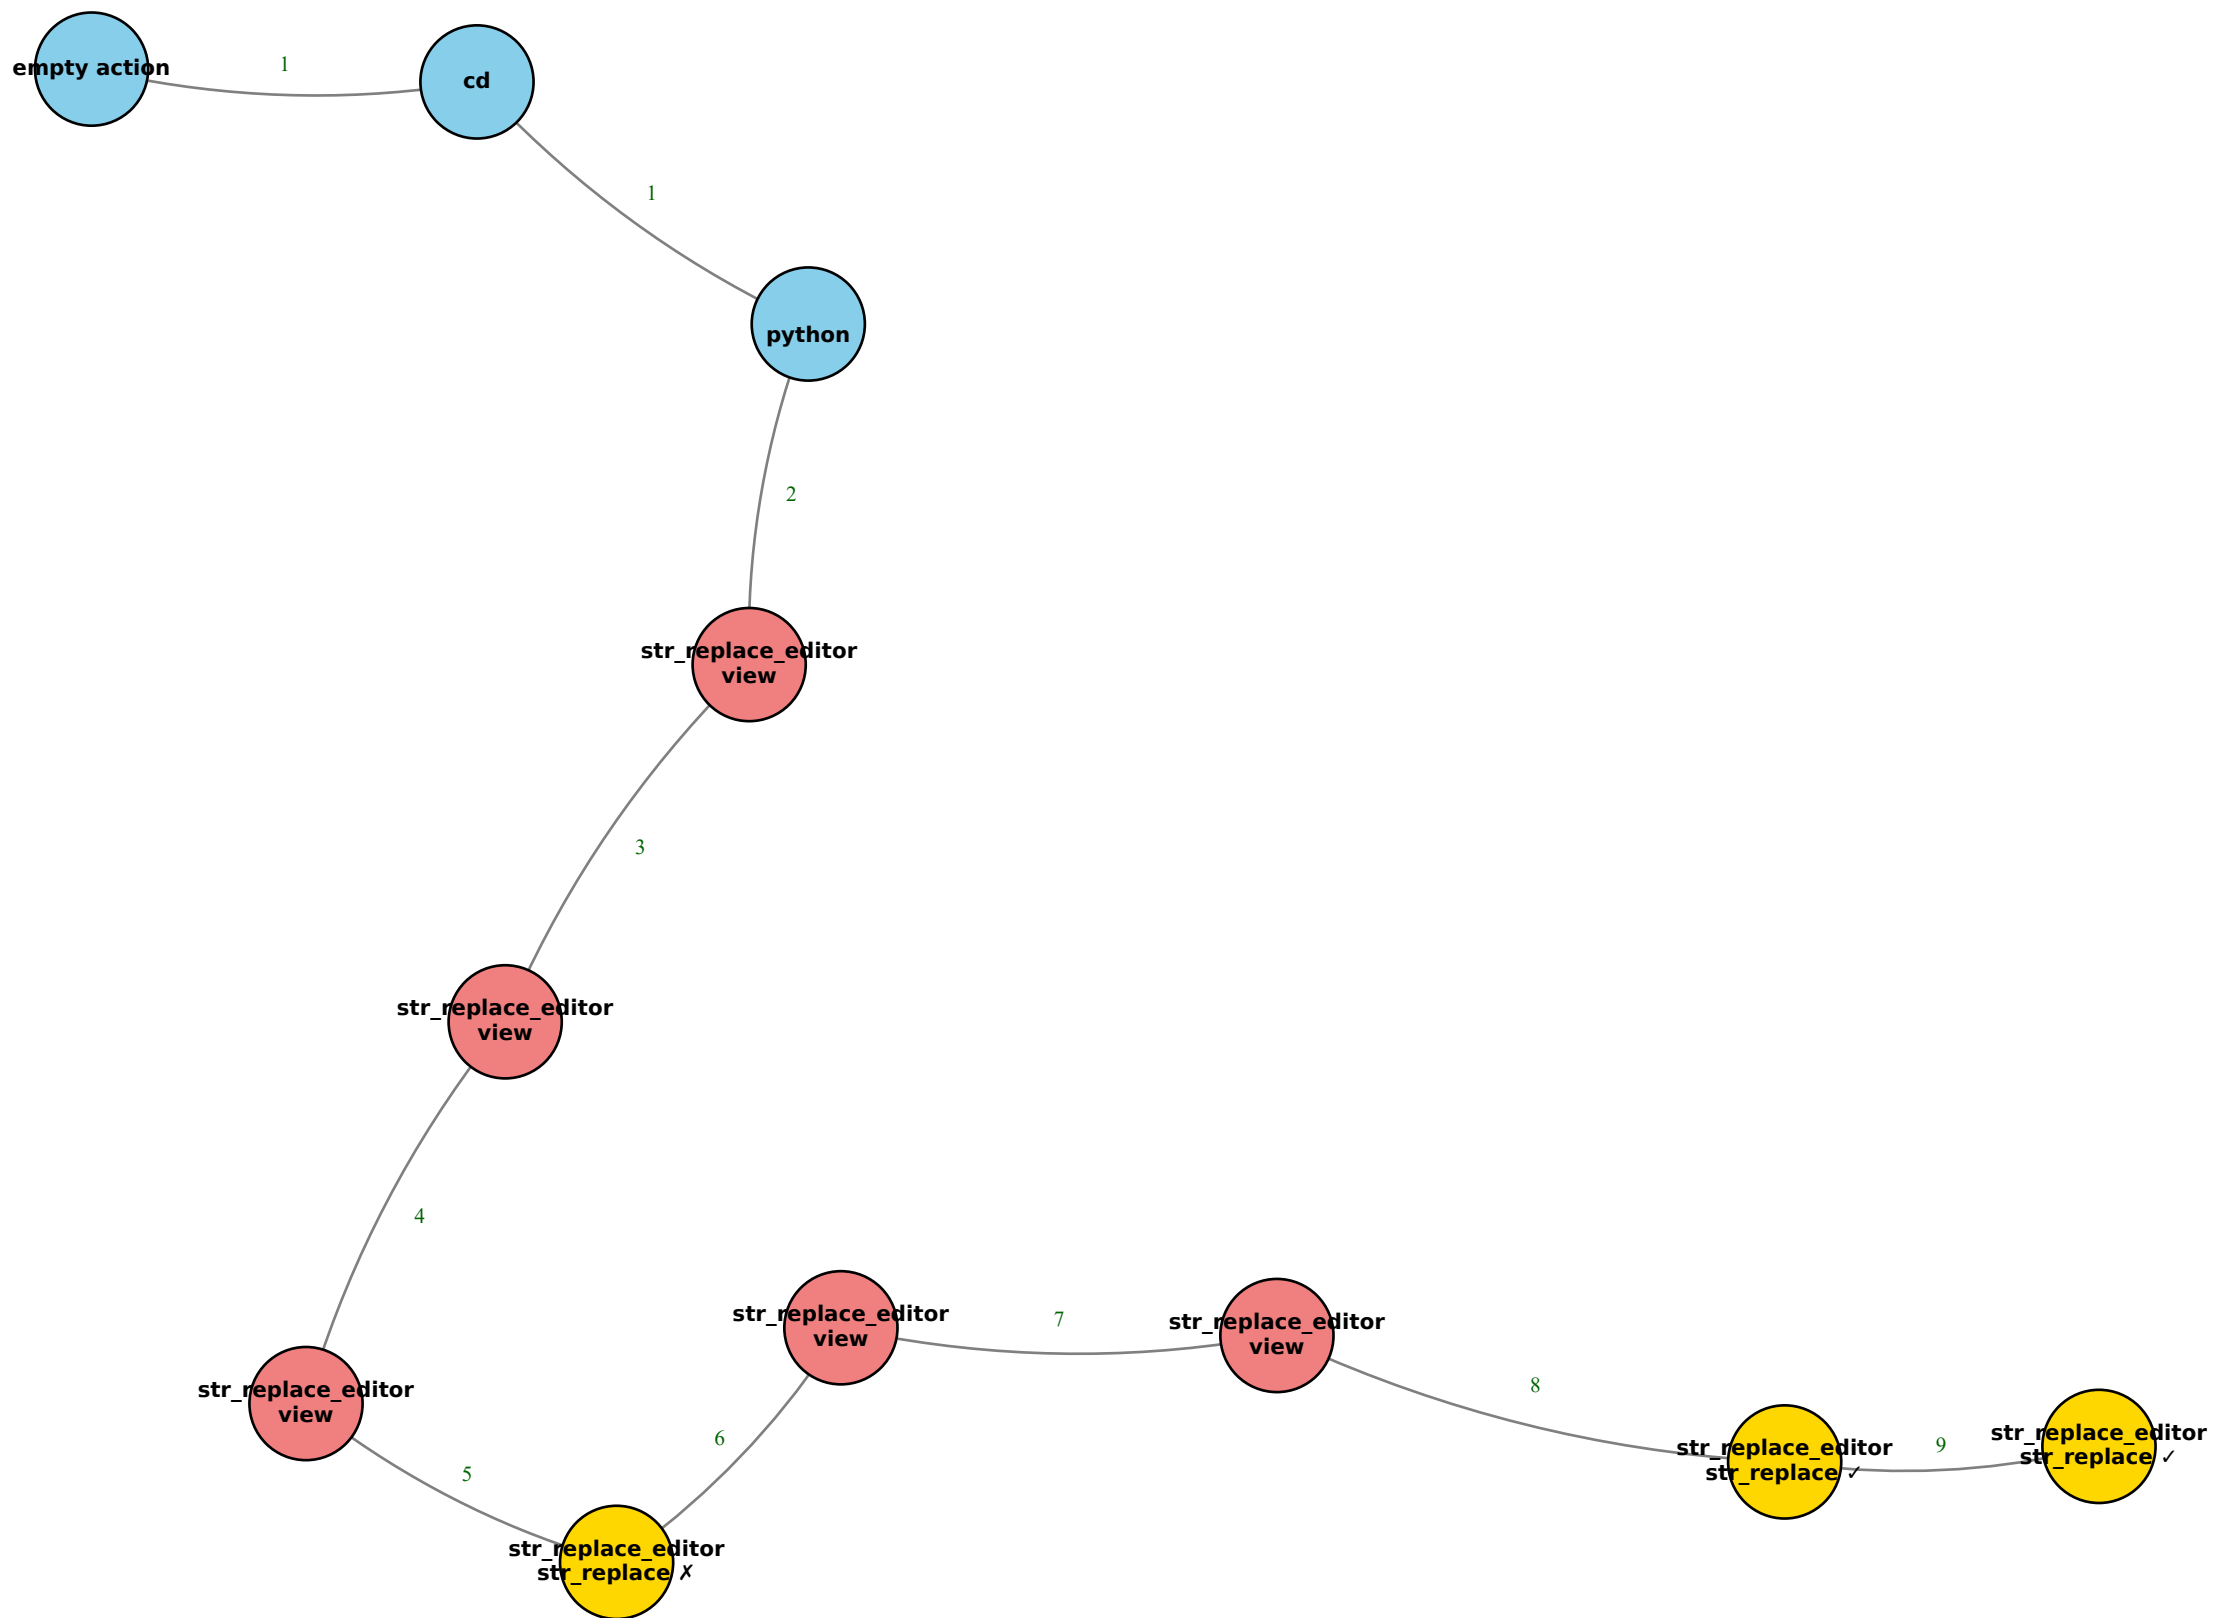 empty action
1
cd
1
python
2
str_replace_editor
view
3
str_replace_editor
view
4
str_replace_editor
view
5
str_replace_editor
str_replace ✗
6
str_replace_editor
view
7
str_replace_editor
view
8
str_replace_editor
str_replace ✓
9
str_replace_editor
str_replace ✓